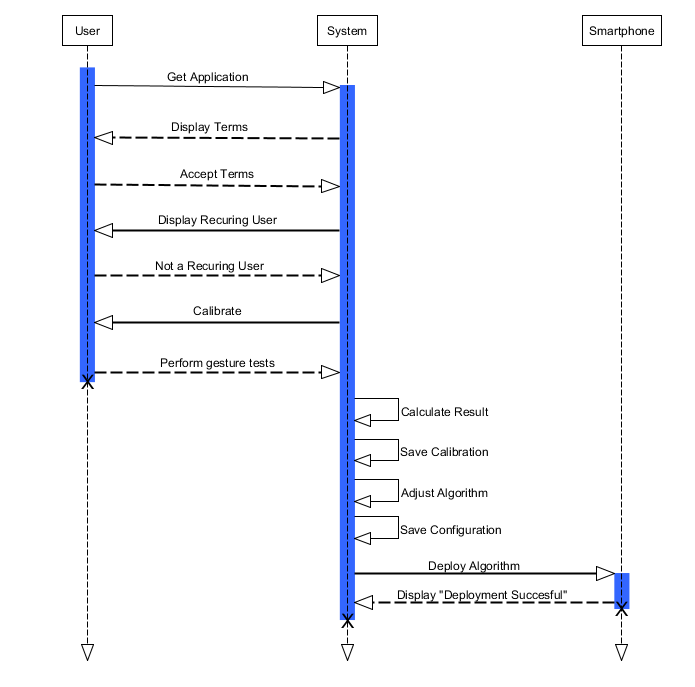 User
System
Smartphone
Get Application
Display Terms
Accept Terms
Display Recuring User
Not a Recuring User
Calibrate
Perform gesture tests
Calculate Result
Save Calibration
Adjust Algorithm
Save Configuration
Deploy Algorithm
Display "Deployment Succesful"